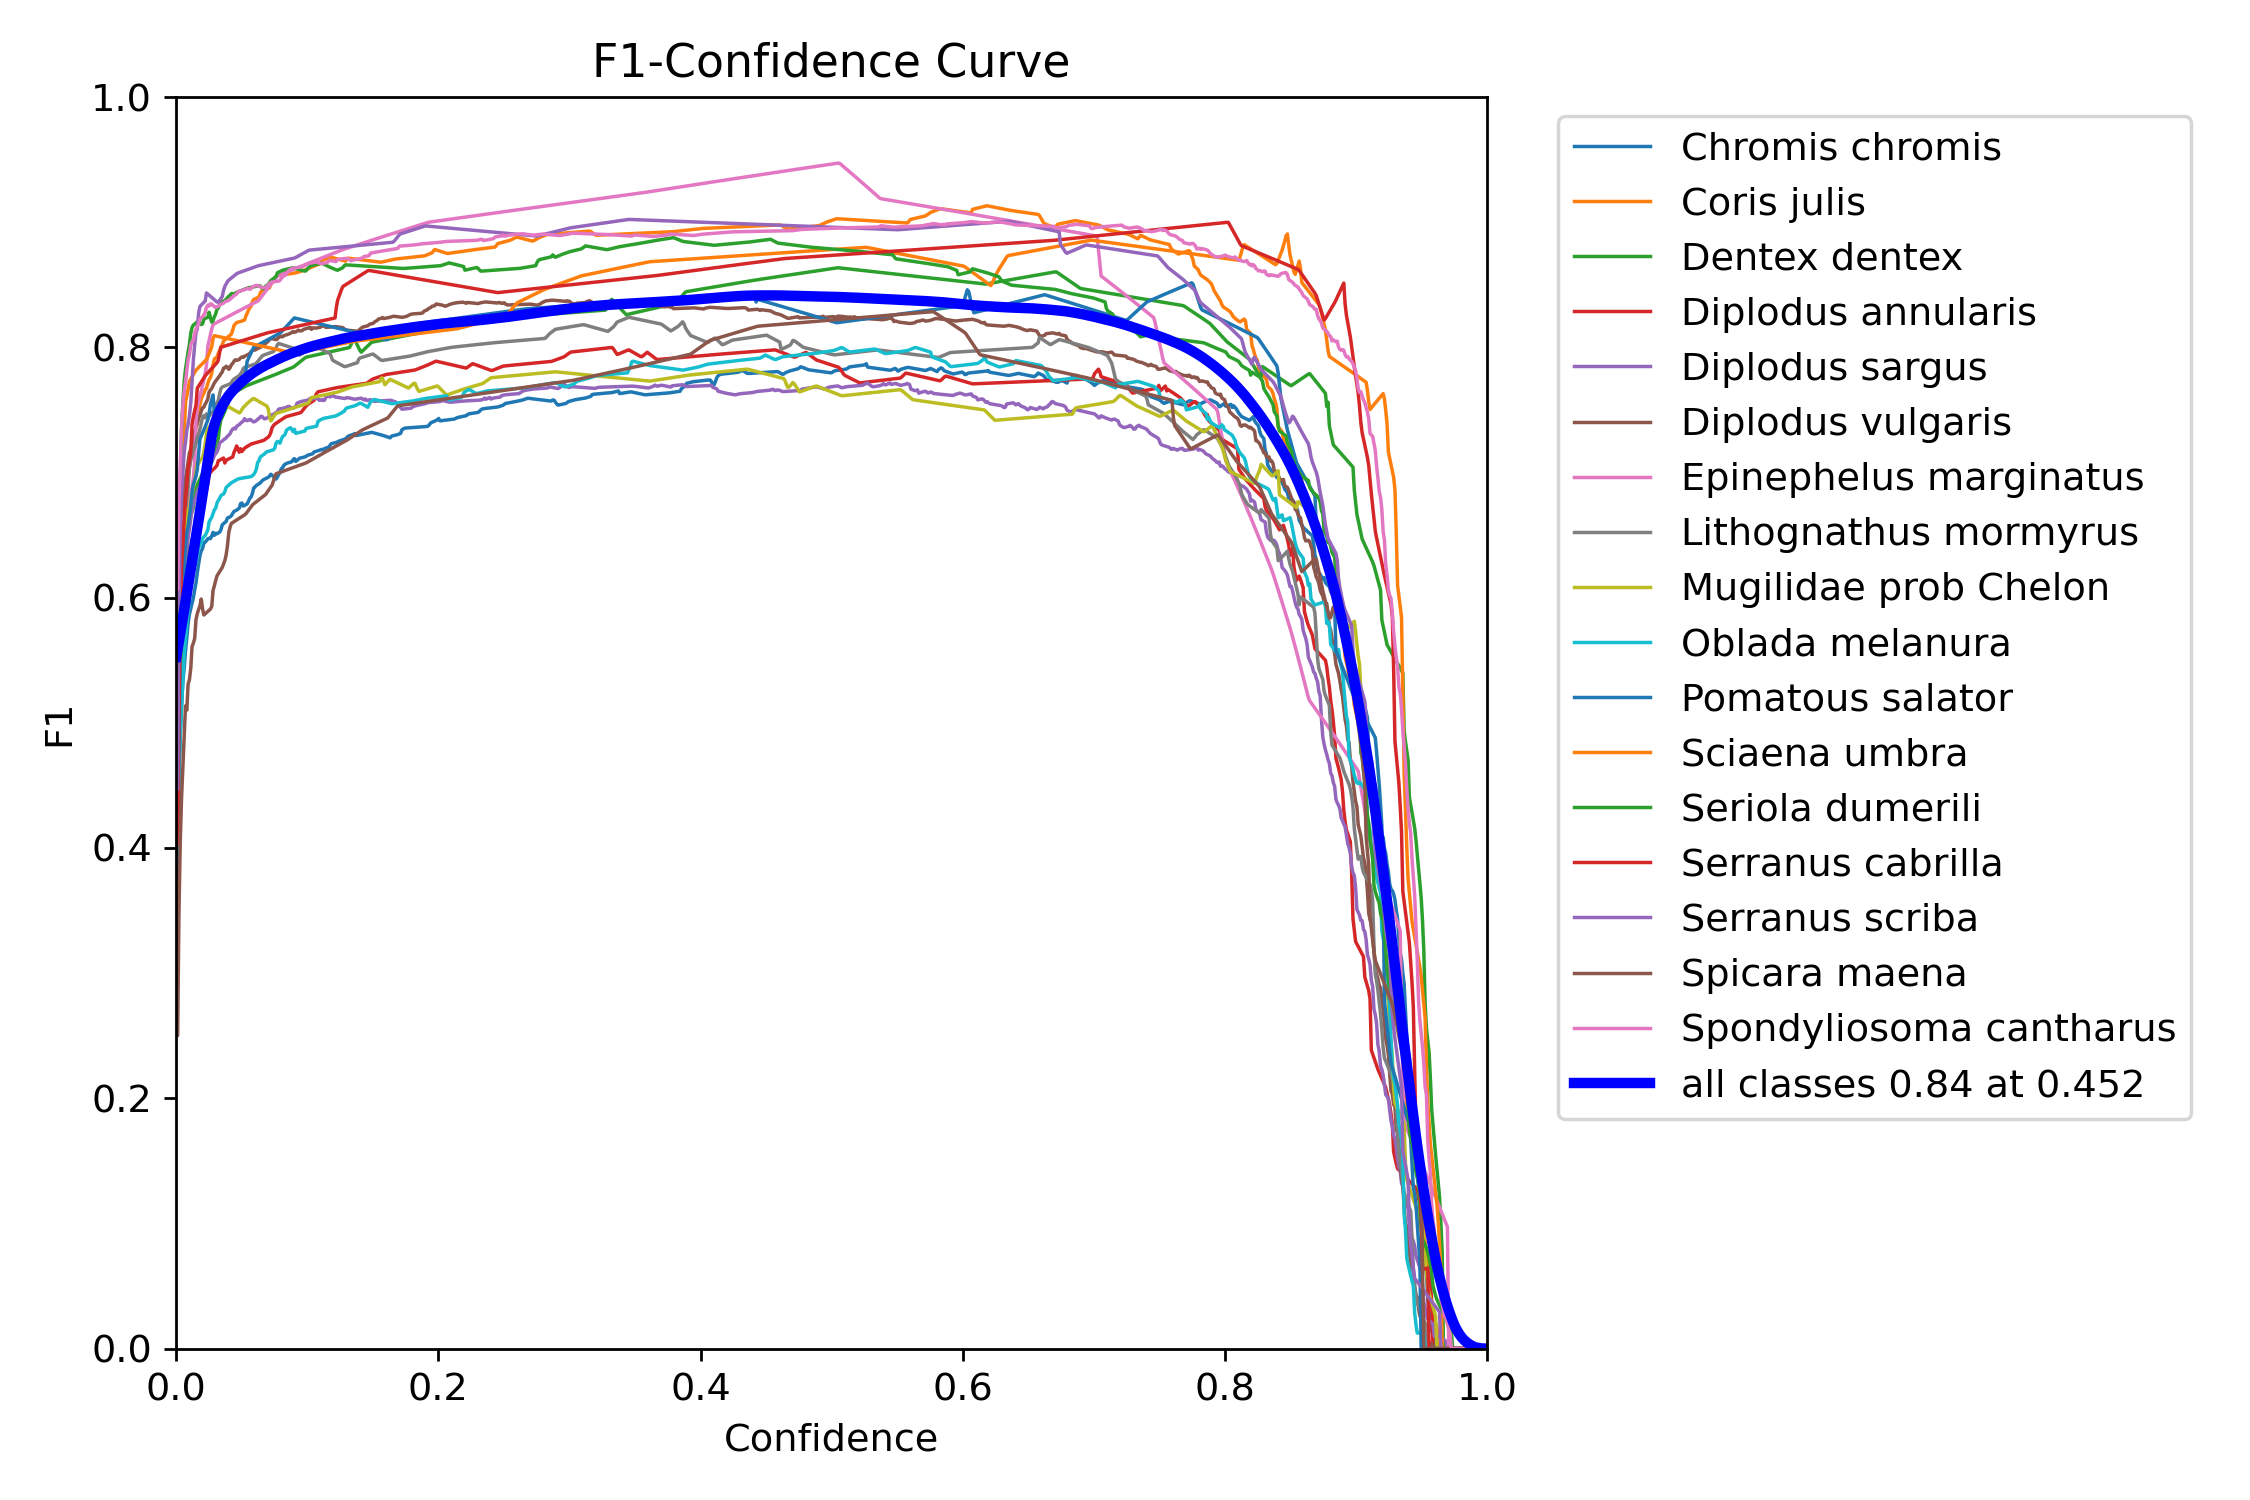 F1-Confidence Curve
1.0
0.8
0.6
0.4
0.2
0.0
F1
0.0 0.2 0.4 0.6 0.8 1.0
Confidence
Chromis chromis
Coris julis
Dentex dentex
Diplodus annularis
Diplodus sargus
Diplodus vulgaris
Epinephelus marginatus
Lithognathus mormyrus
Mugilidae prob Chelon
Oblada melanura
Pomatous salator
Sciaena umbra
Seriola dumerili
Serranus cabrilla
Serranus scriba
Spicara maena
Spondyliosoma cantharus
all classes 0.84 at 0.452